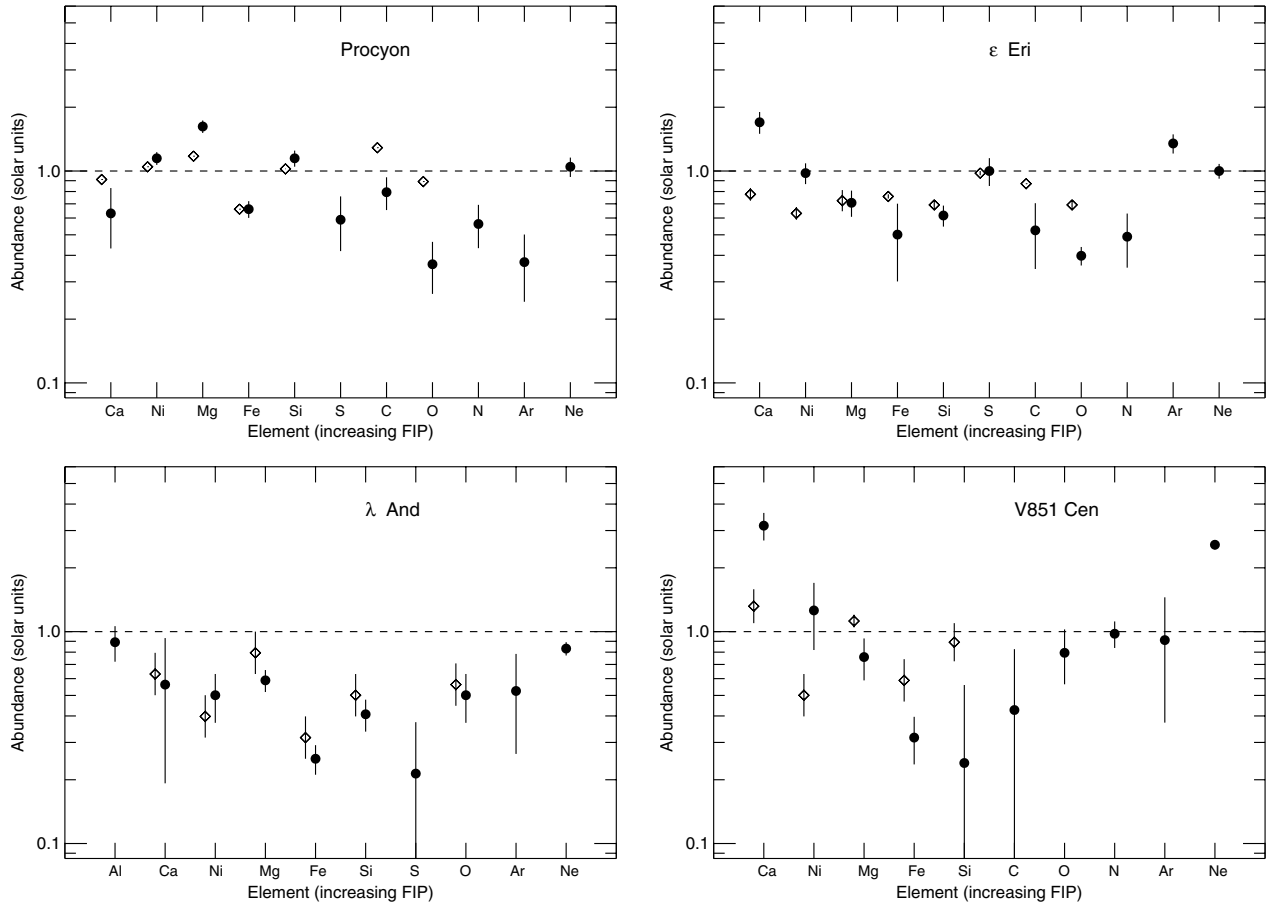 Procyon
Abundance (solar units)
1.0
0.1
Ca Ni Mg Fe Si S C O N Ar Ne
Element (increasing FIP)
ε Eri
Abundance (solar units)
1.0
0.1
Ca Ni Mg Fe Si S C O N Ar Ne
Element (increasing FIP)
λ And
Abundance (solar units)
1.0
0.1
Al Ca Ni Mg Fe Si S O Ar Ne
Element (increasing FIP)
V851 Cen
Abundance (solar units)
1.0
0.1
Ca Ni Mg Fe Si C O N Ar Ne
Element (increasing FIP)